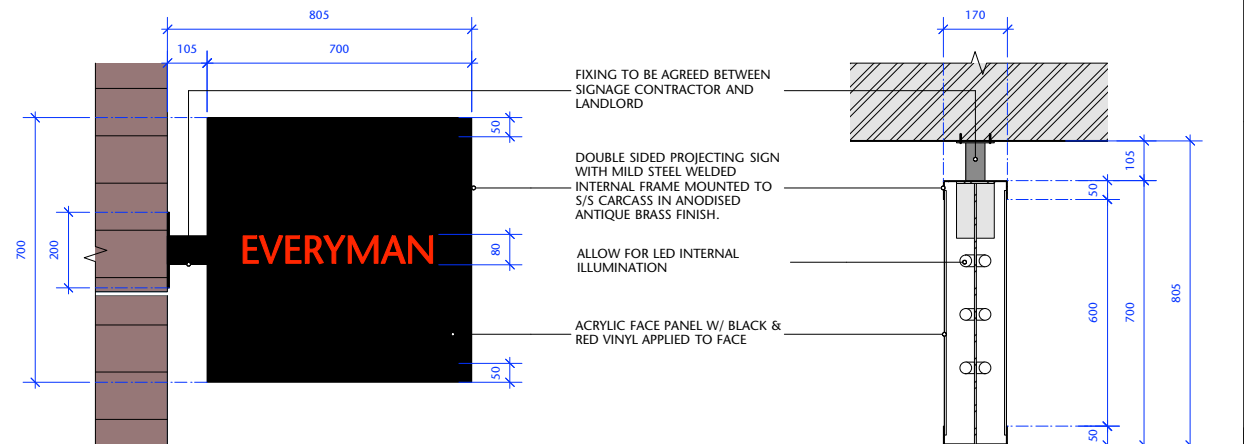 805
170
105
700
FIXING TO BE AGREED BETWEEN
SIGNAGE CONTRACTOR AND
LANDLORD
50
105
DOUBLE SIDED PROJECTING SIGN
WITH MILD STEEL WELDED
INTERNAL FRAME MOUNTED TO
S/S CARCASS IN ANODISED
ANTIQUE BRASS FINISH.
50
700
200
EVERYMAN
80
ALLOW FOR LED INTERNAL
ILLUMINATION
600
700
805
ACRYLIC FACE PANEL W/ BLACK &
RED VINYL APPLIED TO FACE
50
50